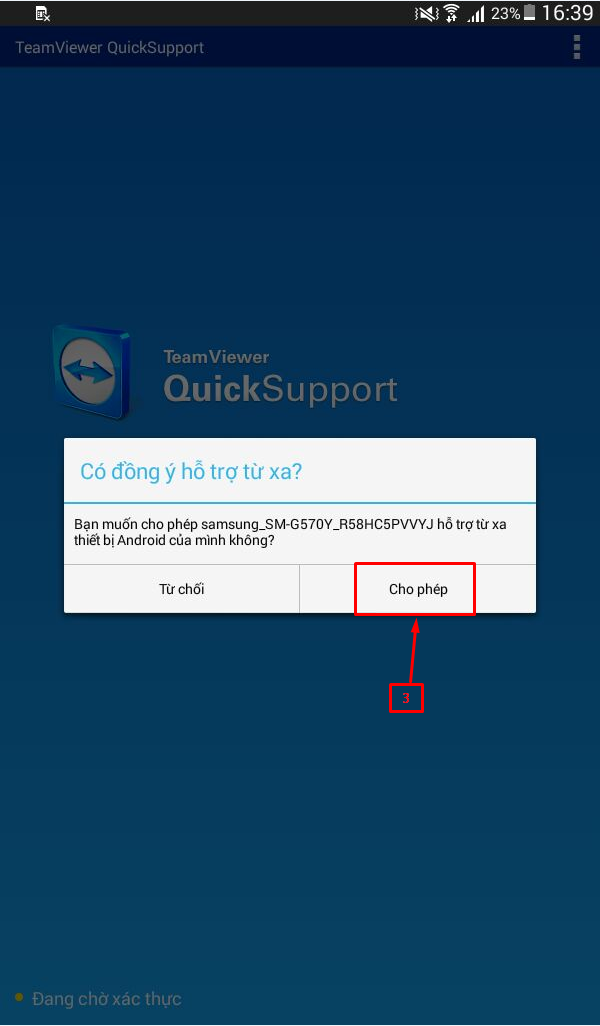 23% 16:39
TeamViewer QuickSupport
TeamViewer
QuickSupport
Có đồng ý hỗ trợ từ xa?
Bạn muốn cho phép samsung_SM-G570Y_R58HC5PVVYJ hỗ trợ từ xa
thiết bị Android của mình không?
Từ chối Cho phép
3
Đang chờ xác thực